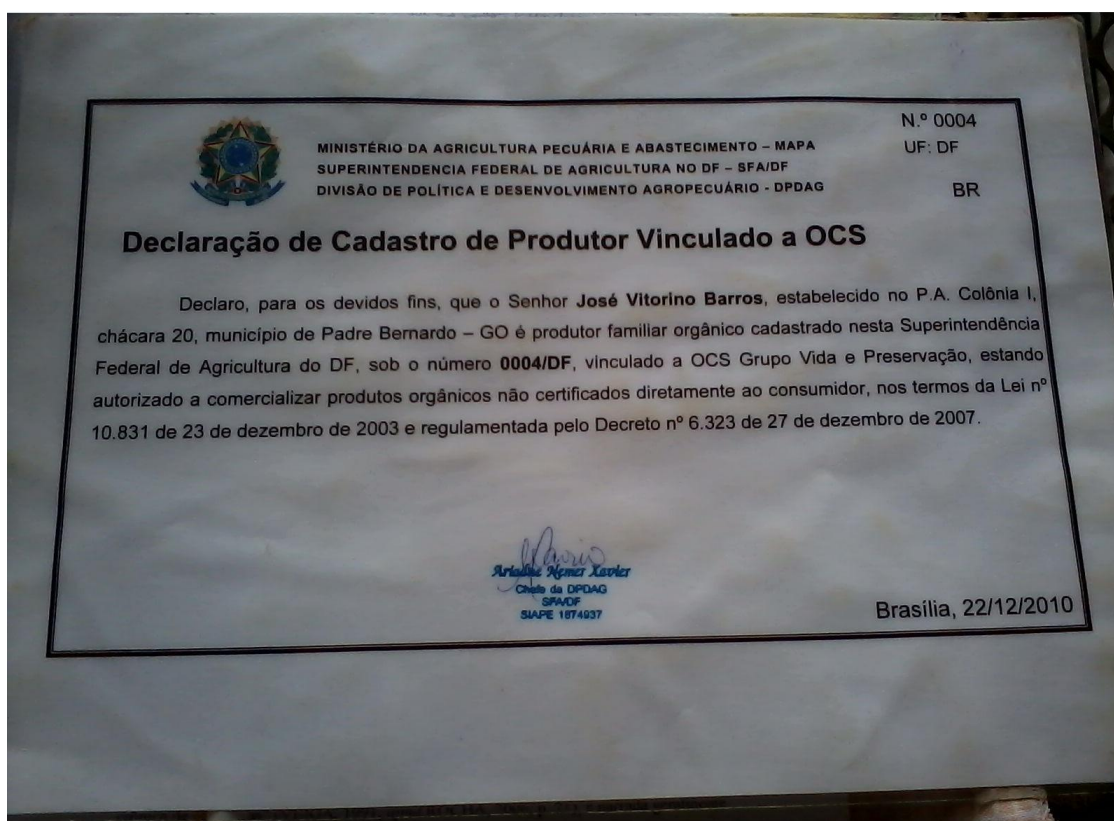 N.º 0004
UF: DF
BR
MINISTÉRIO DA AGRICULTURA PECUÁRIA E ABASTECIMENTO – MAPA
SUPERINTENDENCIA FEDERAL DE AGRICULTURA NO DF – SFA/DF
DIVISÃO DE POLÍTICA E DESENVOLVIMENTO AGROPECUÁRIO - DPDAG
Declaração de Cadastro de Produtor Vinculado a OCS
Declaro, para os devidos fins, que o Senhor José Vitorino Barros, estabelecido no P.A. Colônia I,
chácara 20, município de Padre Bernardo – GO é produtor familiar orgânico cadastrado nesta Superintendência
Federal de Agricultura do DF, sob o número 0004/DF, vinculado a OCS Grupo Vida e Preservação, estando
autorizado a comercializar produtos orgânicos não certificados diretamente ao consumidor, nos termos da Lei nº
10.831 de 23 de dezembro de 2003 e regulamentada pelo Decreto nº 6.323 de 27 de dezembro de 2007.
Ariadne Nemer Xavier
Chefe da DPDAG
SFA/DF
SIAPE 1674937
Brasília, 22/12/2010